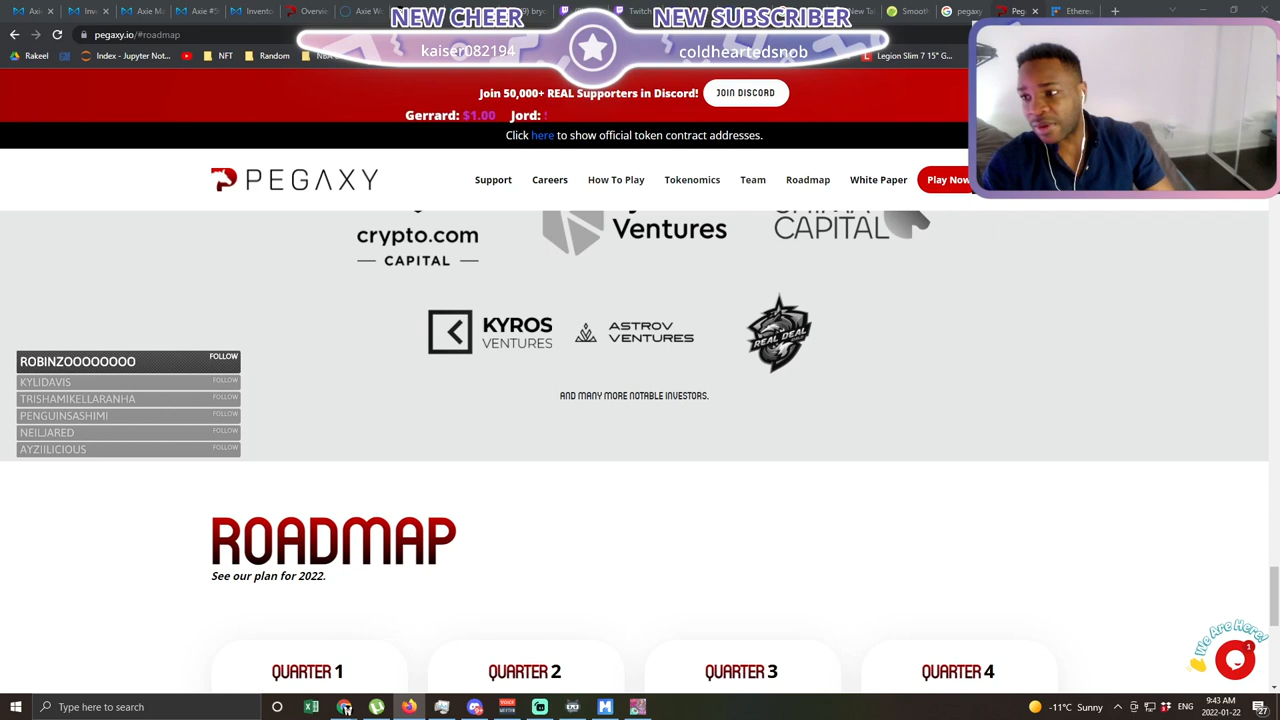 NEW CHEER
NEW SUBSCRIBER
kaiser082194
coldheartedsnob
pegaxy.io/#roadmap
Rakeel
Index - Jupyter Not...
NFT
Random
Legion Slim 7 15" G...
Join 50,000+ REAL Supporters in Discord!
JOIN DISCORD
Gerrard: $1.00 Jord:
Click here to show official token contract addresses.
PEGAXY
Support
Careers
How To Play
Tokenomics
Team
Roadmap
White Paper
Play Now
crypto.com
CAPITAL
Ventures
CAPITAL
KYROS
VENTURES
ASTROV
VENTURES
REAL DEAL
AND MANY MORE NOTABLE INVESTORS.
ROBINZOOOOOOOO FOLLOW
KYLIDAVIS FOLLOW
TRISHAMIKELLARANHA FOLLOW
PENGUINSASHIMI FOLLOW
NEILJARED FOLLOW
AYZIILICIOUS FOLLOW
ROADMAP
See our plan for 2022.
QUARTER 1
QUARTER 2
QUARTER 3
QUARTER 4
We Are Here!
1
Type here to search
-11°C Sunny
ENG
9:43 AM
2022-01-22